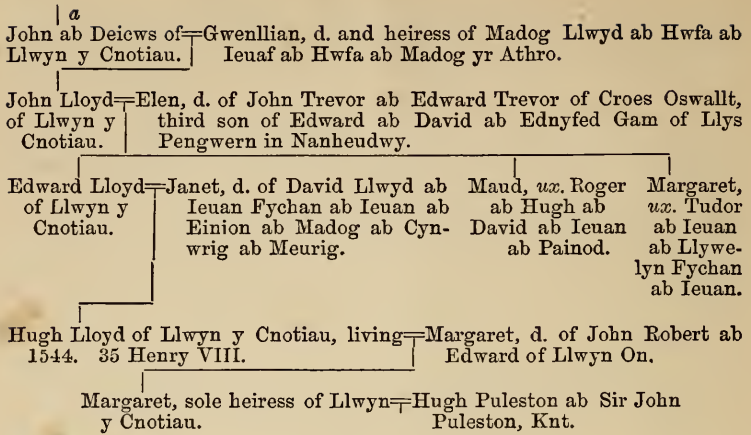 a
John ab Deicws of=Gwenllian, d. and heiress of Madog Llwyd ab Hwfa ab
Llwyn y Cnotiau. Ieuaf ab Hwfa ab Madog yr Athro.
John Lloyd=Elen, d. of John Trevor ab Edward Trevor of Croes Oswallt,
of Llwyn y third son of Edward ab David ab Ednyfed Gam of Llys
Cnotiau. Pengwern in Nanheudwy.
Edward Lloyd=Janet, d. of David Llwyd ab
of Llwyn y Ieuan Fychan ab Ieuan ab
Cnotiau. Einion ab Madog ab Cyn-
wrig ab Meurig.
Maud, ux. Roger
ab Hugh ab
David ab Ieuan
ab Painod.
Margaret,
ux. Tudor
ab Ieuan
ab Llywe-
lyn Fychan
ab Ieuan.
Hugh Lloyd of Llwyn y Cnotiau, living=Margaret, d. of John Robert ab
1544. 35 Henry VIII. Edward of Llwyn On.
Margaret, sole heiress of Llwyn=Hugh Puleston ab Sir John
y Cnotiau. Puleston, Knt.